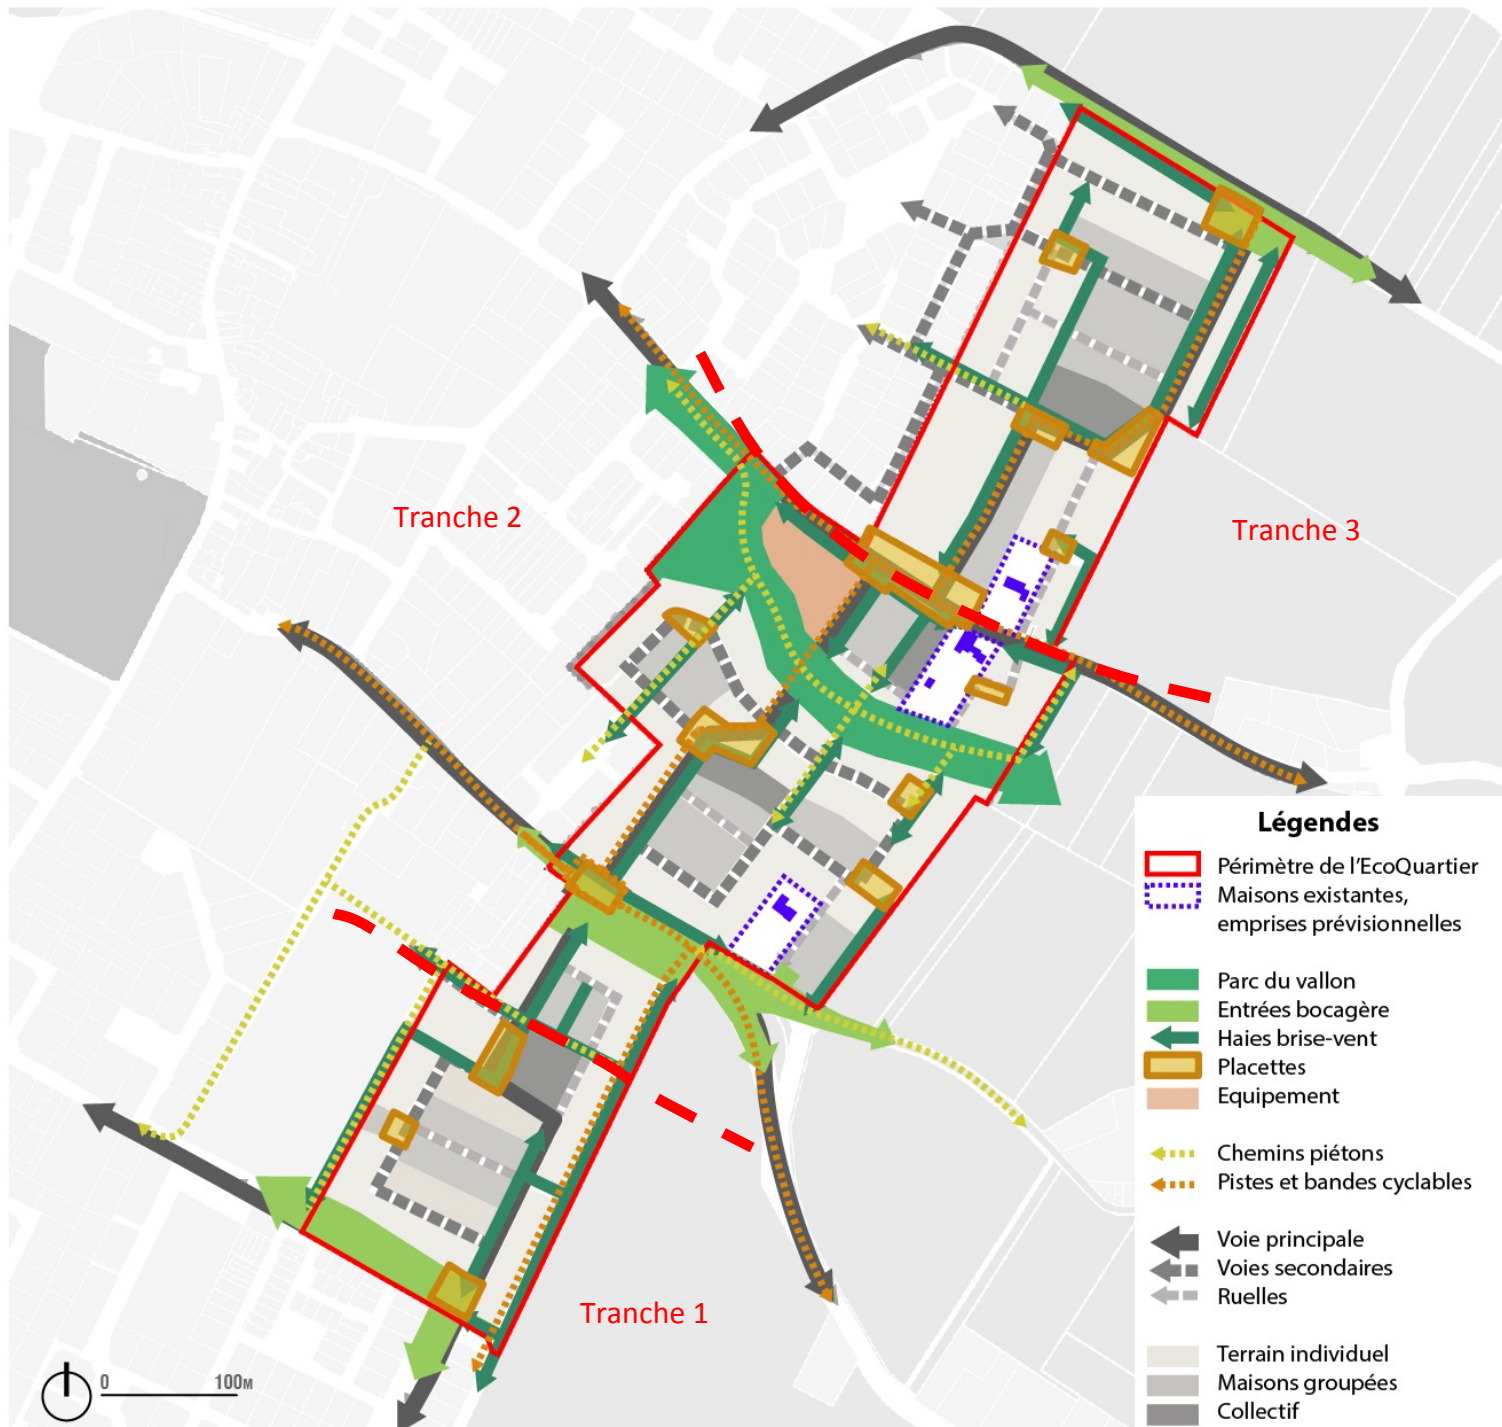 Tranche 2
Tranche 3
Tranche 1
Légendes
Périmètre de l'EcoQuartier
Maisons existantes,
emprises prévisionnelles
Parc du vallon
Entrées bocagère
Haies brise-vent
Placettes
Equipement
Chemins piétons
Pistes et bandes cyclables
Voie principale
Voies secondaires
Ruelles
Terrain individuel
Maisons groupées
Collectif
0 100M